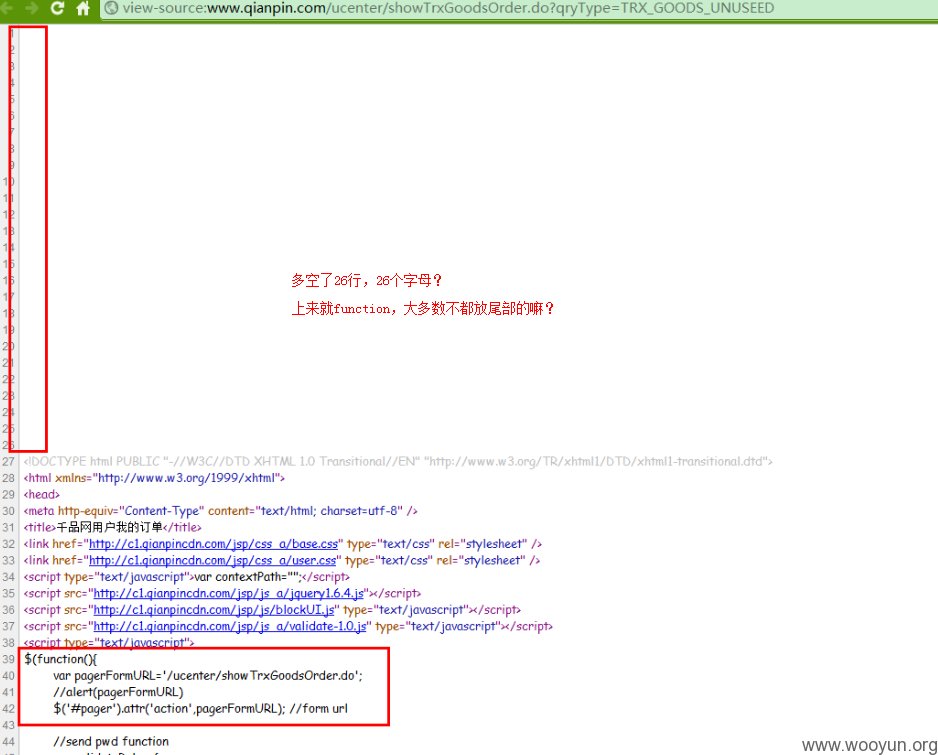 view-source:www.qianpin.com/ucenter/showTrxGoodsOrder.do?qryType=TRX_GOODS_UNUSEED
1
2
3
4
5
6
7
8
9
10
11
12
13
14
15
16
17
18
19
20
21
22
23
24
25
26
多空了26行，26个字母？
上来就function，大多数不都放尾部的嘛？
27 <!DOCTYPE html PUBLIC "-//W3C//DTD XHTML 1.0 Transitional//EN" "http://www.w3.org/TR/xhtml1/DTD/xhtml1-transitional.dtd">
28 <html xmlns="http://www.w3.org/1999/xhtml">
29 <head>
30 <meta http-equiv="Content-Type" content="text/html; charset=utf-8" />
31 <title>千品网用户我的订单</title>
32 <link href="http://c1.qianpincdn.com/jsp/css_a/base.css" type="text/css" rel="stylesheet" />
33 <link href="http://c1.qianpincdn.com/jsp/css_a/user.css" type="text/css" rel="stylesheet" />
34 <script type="text/javascript">var contextPath="";</script>
35 <script src="http://c1.qianpincdn.com/jsp/js_a/jquery1.6.4.js"></script>
36 <script src="http://c1.qianpincdn.com/jsp/js/blockUI.js" type="text/javascript"></script>
37 <script src="http://c1.qianpincdn.com/jsp/js_a/validate-1.0.js" type="text/javascript"></script>
38 <script type="text/javascript">
39 $(function(){
40 var pagerFormURL='/ucenter/showTrxGoodsOrder.do';
41 //alert(pagerFormURL)
42 $('#pager').attr('action',pagerFormURL); //form url
43
44 //send pwd function
www.wooyun.org